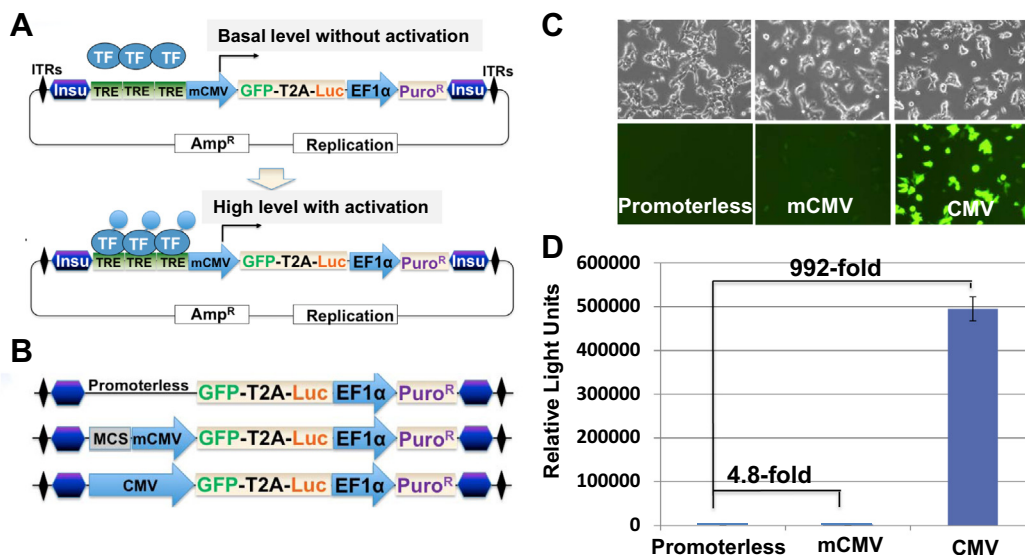 A
Basal level without activation
TF TF TF
ITRs
ITRs
Insu TRE TRE TRE mCMV GFP-T2A-Luc EF1α Puroᴿ Insu
Ampᴿ Replication
High level with activation
TF TF TF
Insu TRE TRE TRE mCMV GFP-T2A-Luc EF1α Puroᴿ Insu
Ampᴿ Replication
B
Promoterless GFP-T2A-Luc EF1α Puroᴿ
MCS mCMV GFP-T2A-Luc EF1α Puroᴿ
CMV GFP-T2A-Luc EF1α Puroᴿ
C
Promoterless mCMV CMV
D
Relative Light Units
600000
500000
400000
300000
200000
100000
0
992-fold
4.8-fold
Promoterless mCMV CMV